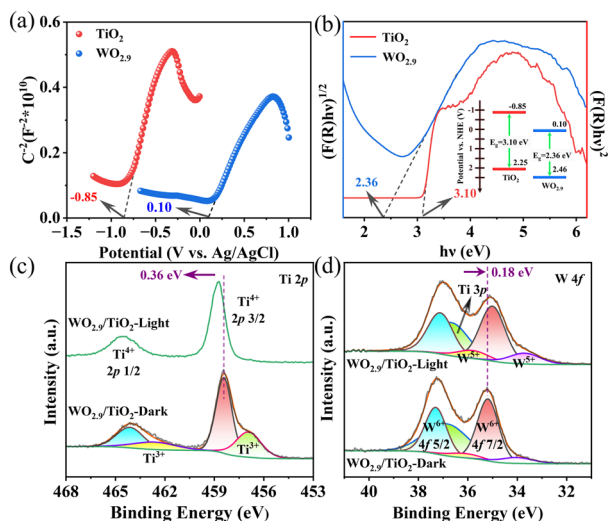 (a)
TiO2
WO2.9
C-2(F-2*1010)
0.6
0.4
0.2
0.0
-0.85
0.10
-1.5 -1.0 -0.5 0.0 0.5 1.0
Potential (V vs. Ag/AgCl)
(b)
TiO2
WO2.9
(F(R)hν)1/2
(F(R)hν)2
2.36
3.10
Potential vs. NHE (V)
-1
0
1
2
-0.85
0.10
Eg=3.10 eV
Eg=2.36 eV
2.25
2.46
TiO2
WO2.9
2 3 4 5 6
hν (eV)
(c)
0.36 eV
Ti 2p
Ti4+
2p 3/2
WO2.9/TiO2-Light
Ti4+
2p 1/2
WO2.9/TiO2-Dark
Ti3+
Ti3+
Intensity (a.u.)
468 465 462 459 456 453
Binding Energy (eV)
(d)
0.18 eV
W 4f
Ti 3p
W5+
W5+
WO2.9/TiO2-Light
W6+
4f 5/2
W6+
4f 7/2
WO2.9/TiO2-Dark
Intensity (a.u.)
40 38 36 34 32
Binding Energy (eV)